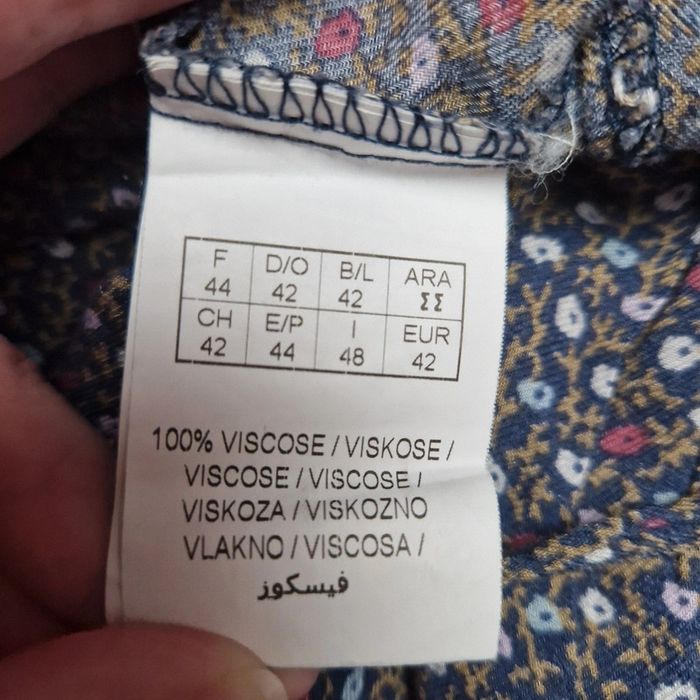 F D/O B/L ARA
44 42 42 ٤٤
CH E/P I EUR
42 44 48 42
100% VISCOSE / VISKOSE /
VISCOSE / VISCOSE /
VISKOZA / VISKOZNO
VLAKNO / VISCOSA /
فيسكوز